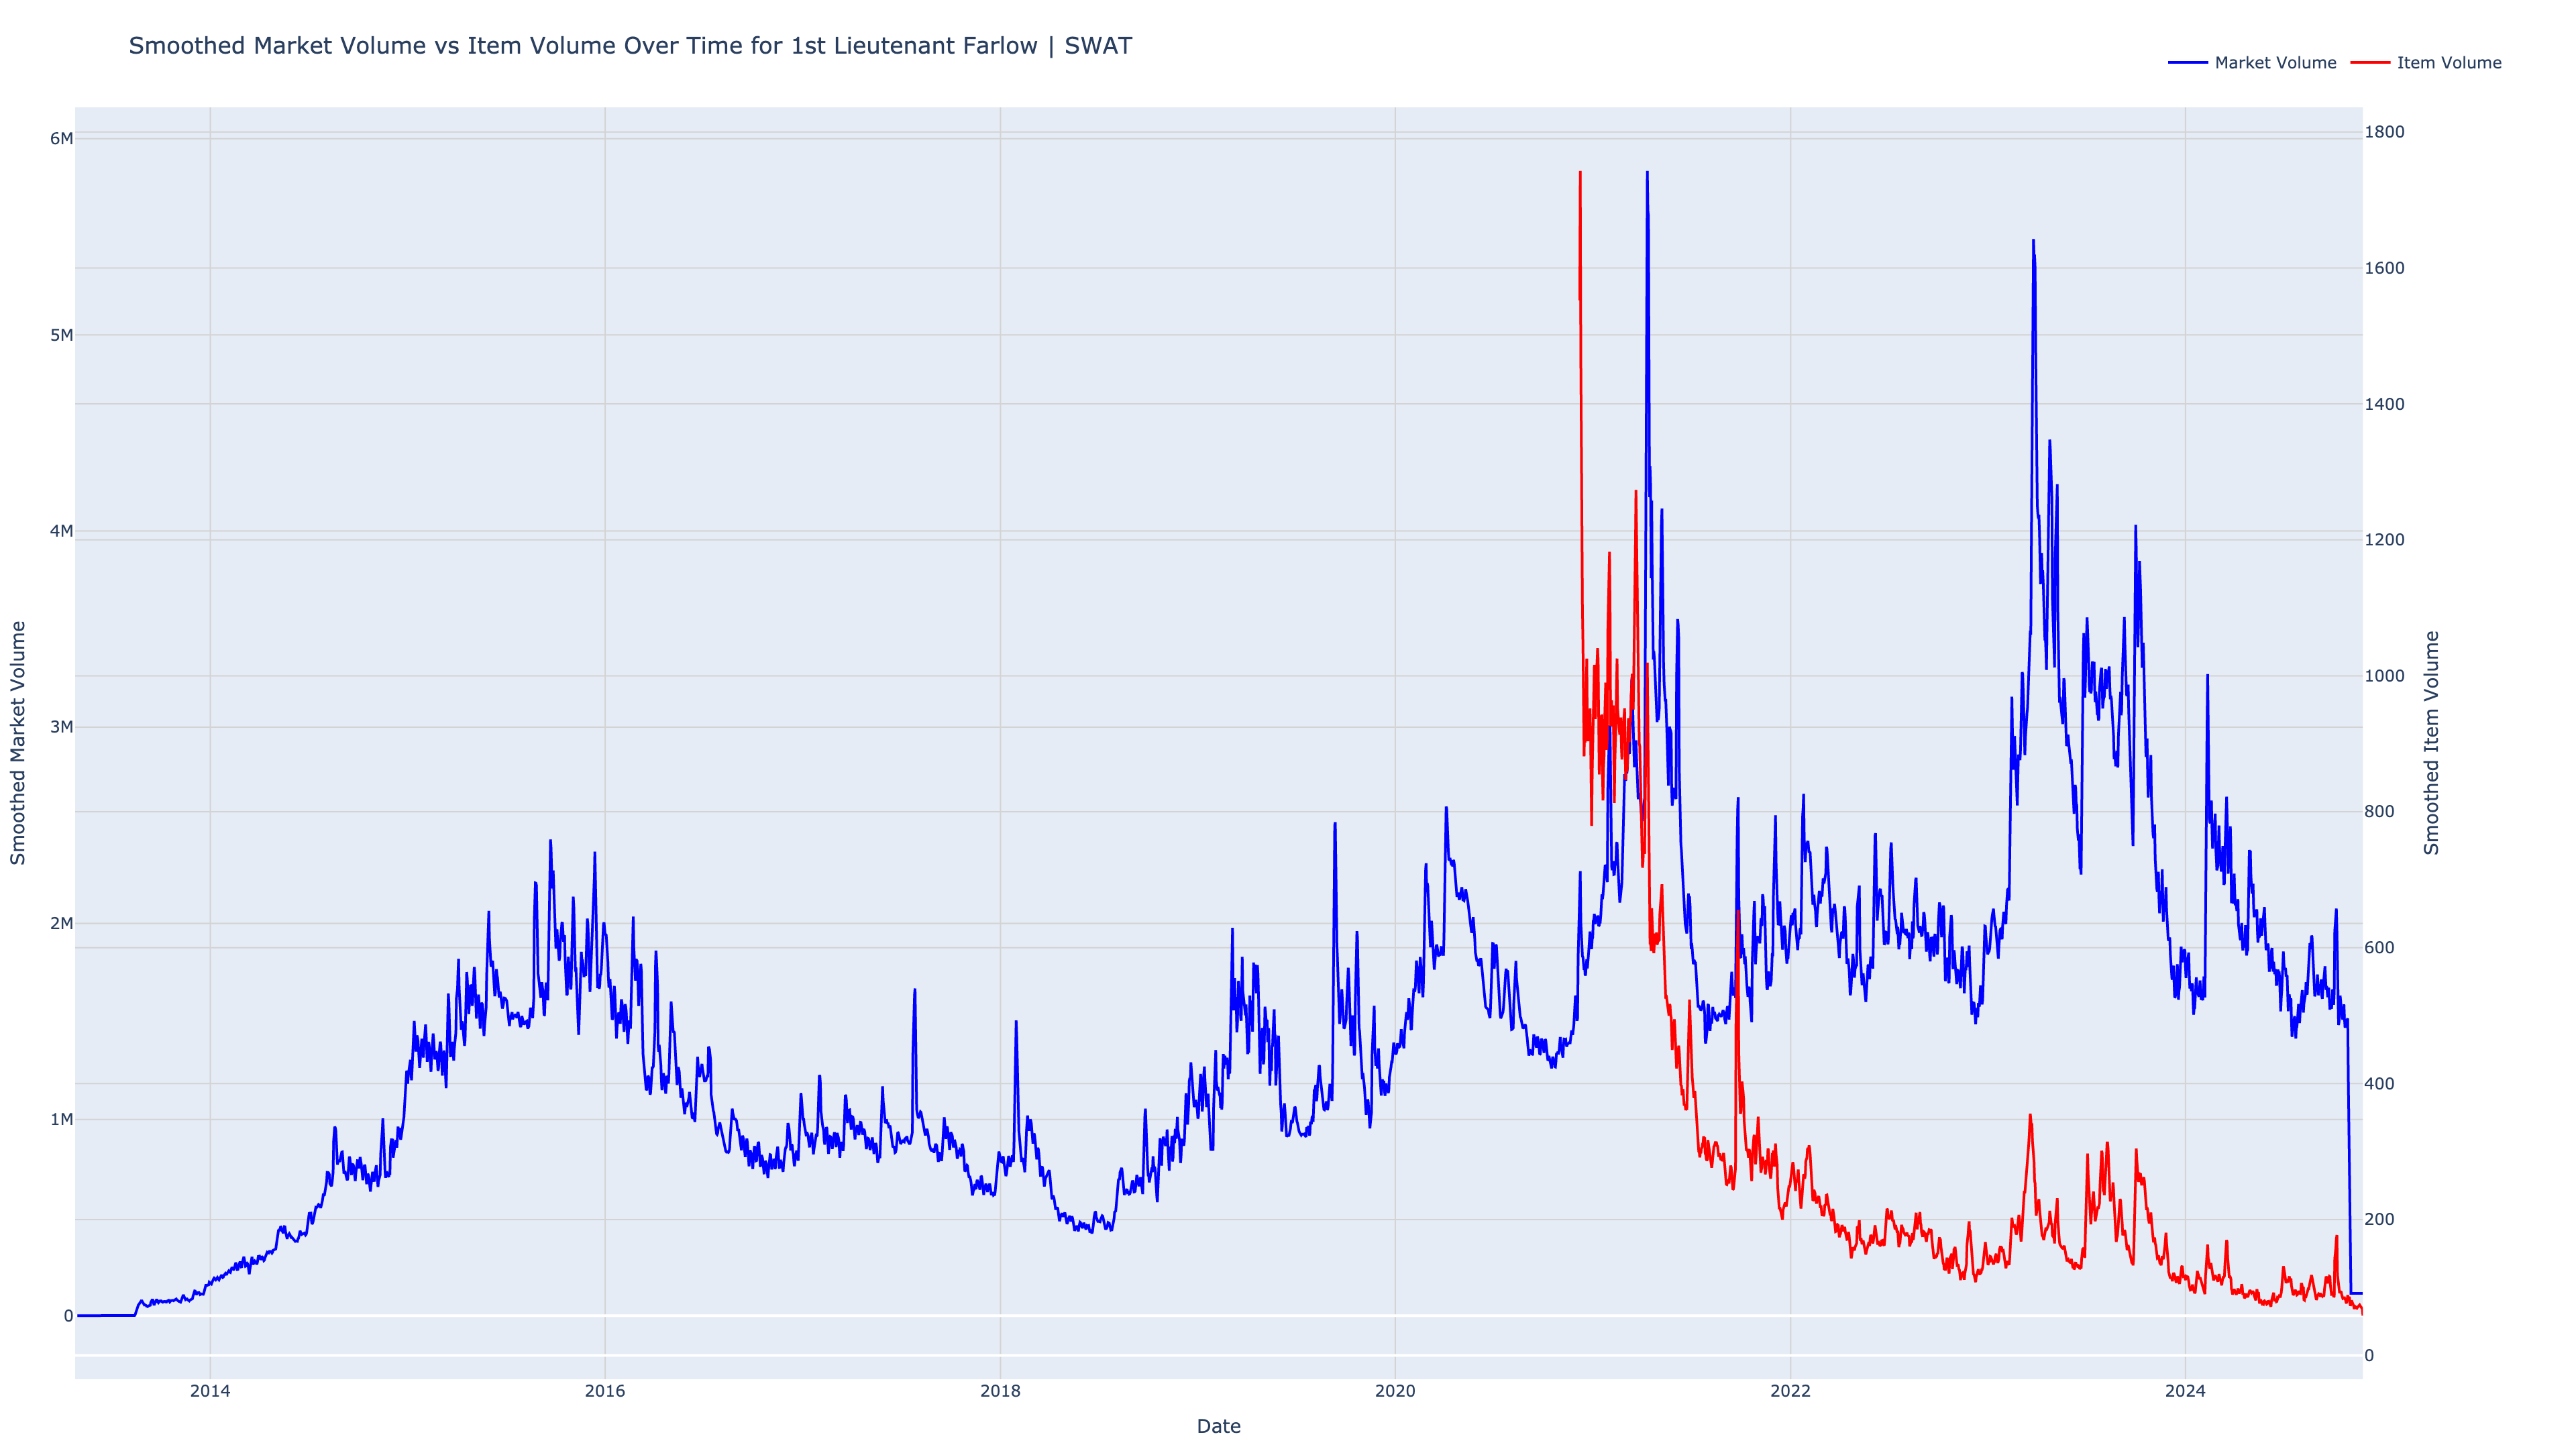 Smoothed Market Volume vs Item Volume Over Time for 1st Lieutenant Farlow | SWAT
Market Volume
Item Volume
6M
5M
4M
3M
2M
1M
0
Smoothed Market Volume
1800
1600
1400
1200
1000
800
600
400
200
0
Smoothed Item Volume
2014
2016
2018
2020
2022
2024
Date